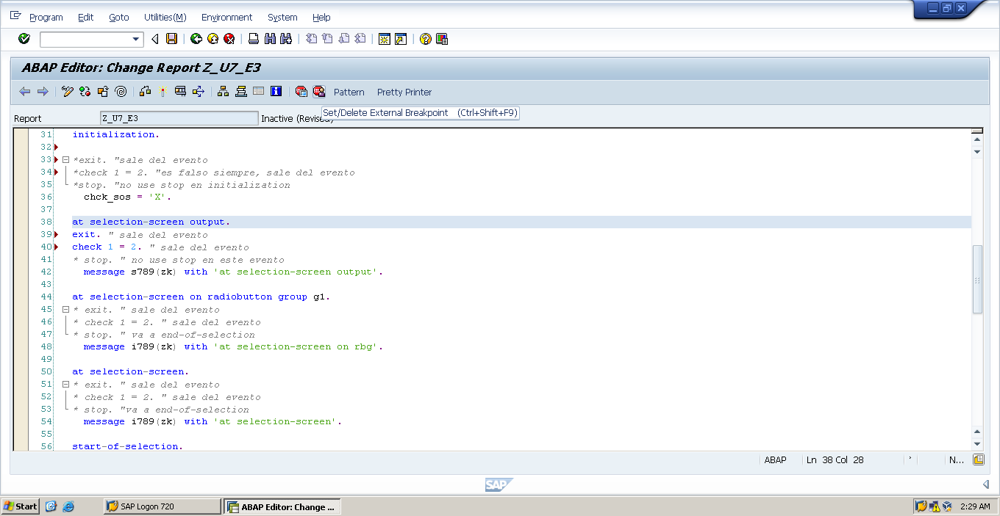 Program Edit Goto Utilities(M) Environment System Help
ABAP Editor: Change Report Z_U7_E3
Pattern Pretty Printer
Set/Delete External Breakpoint (Ctrl+Shift+F9)
Report Z_U7_E3 Inactive (Revised)
31 initialization.
32
33 *exit. "sale del evento
34 *check 1 = 2. "es falso siempre, sale del evento
35 *stop. "no use stop en initialization
36 chck_sos = 'X'.
37
38 at selection-screen output.
39 exit. " sale del evento
40 check 1 = 2. " sale del evento
41 * stop. " no use stop en este evento
42 message s789(zk) with 'at selection-screen output'.
43
44 at selection-screen on radiobutton group g1.
45 * exit. " sale del evento
46 * check 1 = 2. " sale del evento
47 * stop. " va a end-of-selection
48 message i789(zk) with 'at selection-screen on rbg'.
49
50 at selection-screen.
51 * exit. " sale del evento
52 * check 1 = 2. " sale del evento
53 * stop. "va a end-of-selection
54 message i789(zk) with 'at selection-screen'.
55
56 start-of-selection.
ABAP Ln 38 Col 28 N...
SAP
Start SAP Logon 720 ABAP Editor: Change ... 2:29 AM